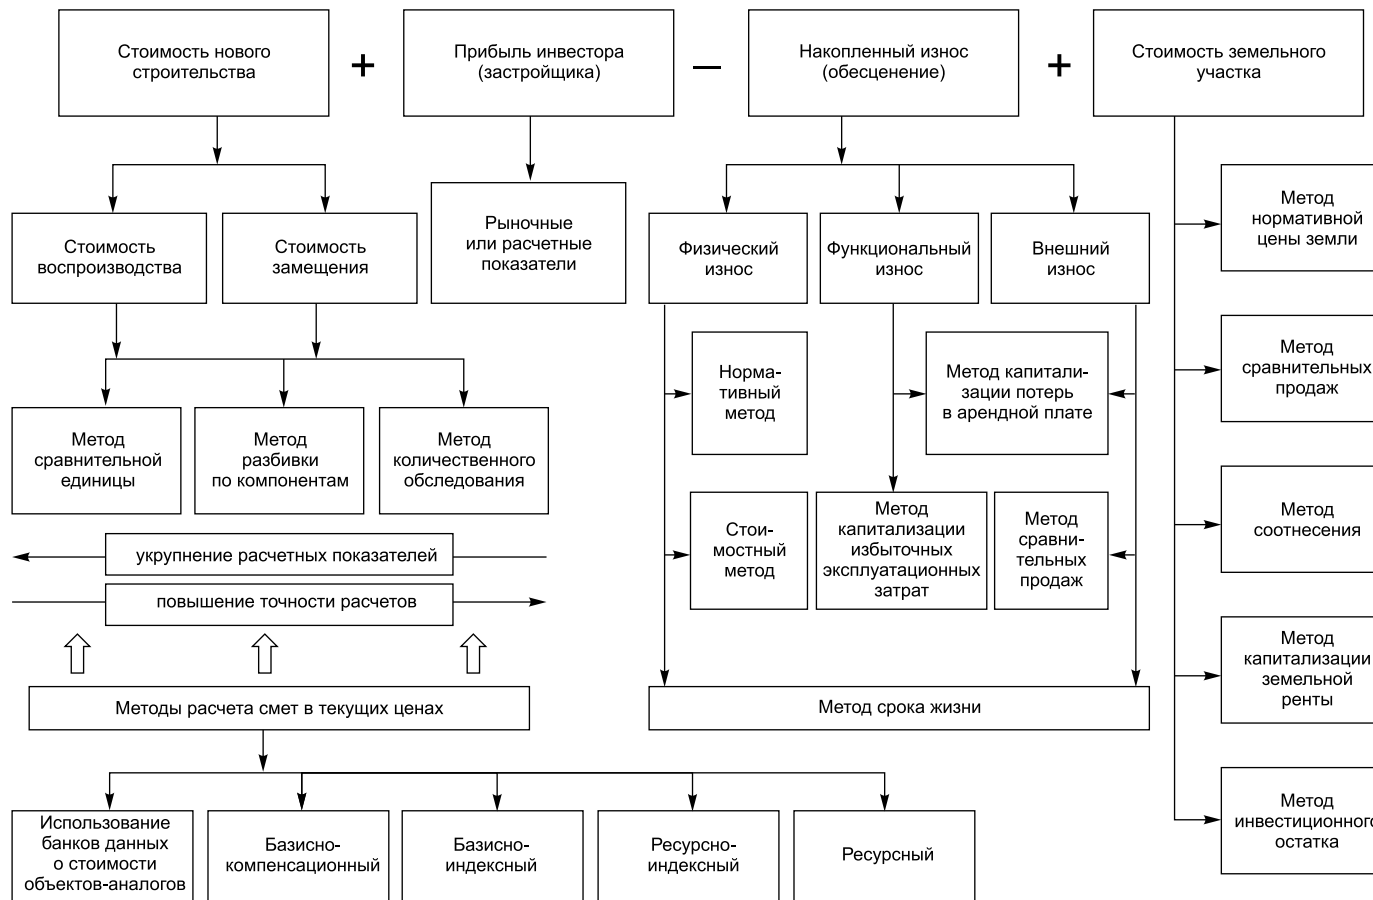 Стоимость нового
строительства
+
Прибыль инвестора
(застройщика)
—
Накопленный износ
(обесценение)
+
Стоимость земельного
участка
Стоимость
воспроизводства
Стоимость
замещения
Рыночные
или расчетные
показатели
Физический
износ
Функциональный
износ
Внешний
износ
Метод
нормативной
цены земли
Метод
сравнительной
единицы
Метод
разбивки
по компонентам
Метод
количественного
обследования
Норма-
тивный
метод
Метод капитали-
зации потерь
в арендной плате
Метод
сравнительных
продаж
укрупнение расчетных показателей
повышение точности расчетов
Стои-
мостный
метод
Метод
капитализации
избыточных
эксплуатационных
затрат
Метод
сравни-
тельных
продаж
Метод
соотнесения
Методы расчета смет в текущих ценах
Метод срока жизни
Метод
капитализации
земельной
ренты
Использование
банков данных
о стоимости
объектов-аналогов
Базисно-
компенсационный
Базисно-
индексный
Ресурсно-
индексный
Ресурсный
Метод
инвестиционного
остатка